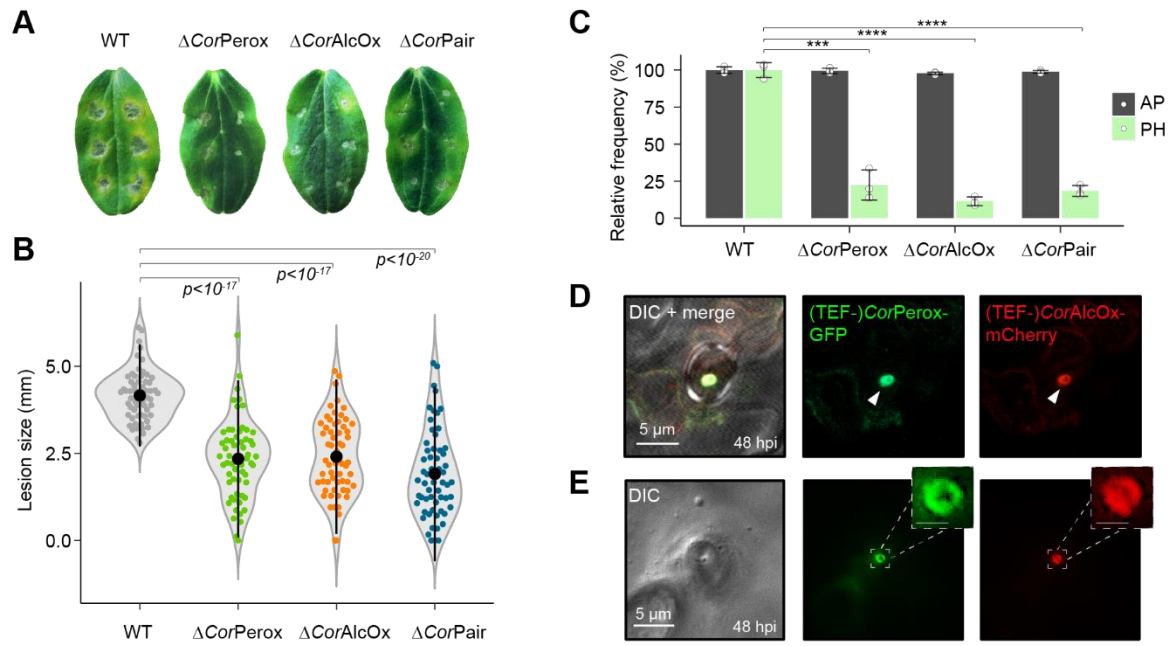 A
WT
ΔCorPerox
ΔCorAlcOx
ΔCorPair
B
p<10-17
p<10-17
p<10-20
Lesion size (mm)
5.0
2.5
0.0
WT
ΔCorPerox
ΔCorAlcOx
ΔCorPair
C
****
****
***
Relative frequency (%)
100
75
50
25
0
WT
ΔCorPerox
ΔCorAlcOx
ΔCorPair
AP
PH
D
DIC + merge
5 µm
48 hpi
(TEF-)CorPerox-
GFP
(TEF-)CorAlcOx-
mCherry
E
DIC
5 µm
48 hpi